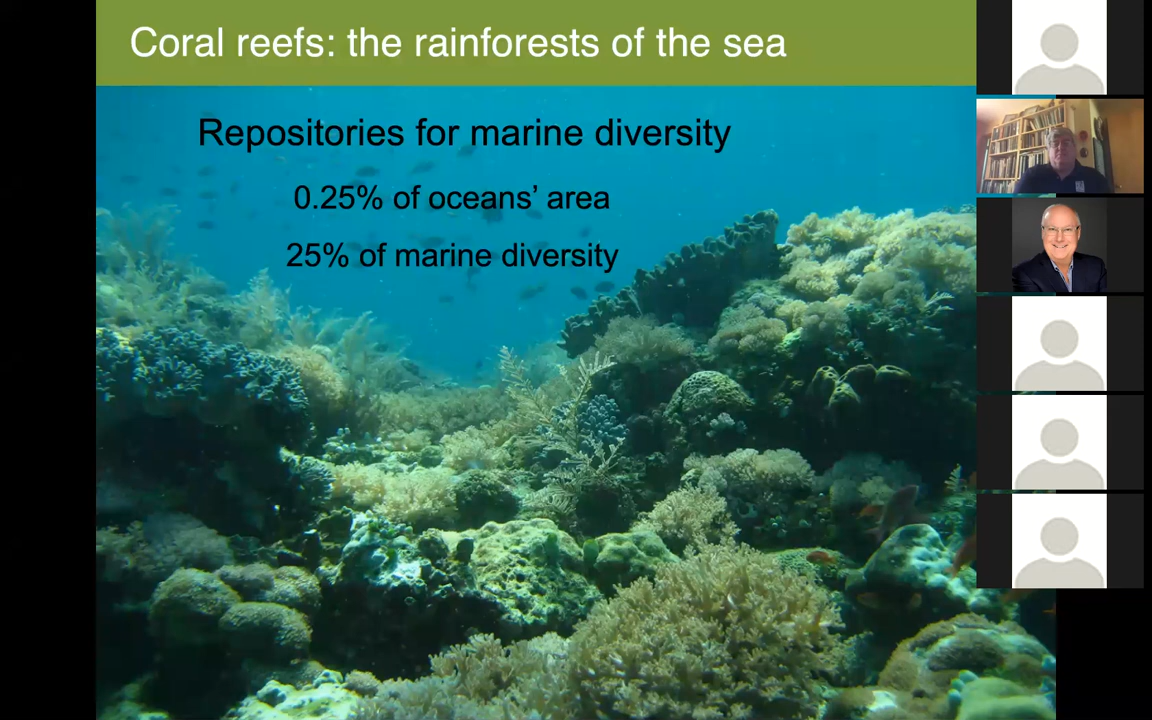 Coral reefs: the rainforests of the sea
Repositories for marine diversity
0.25% of oceans’ area
25% of marine diversity